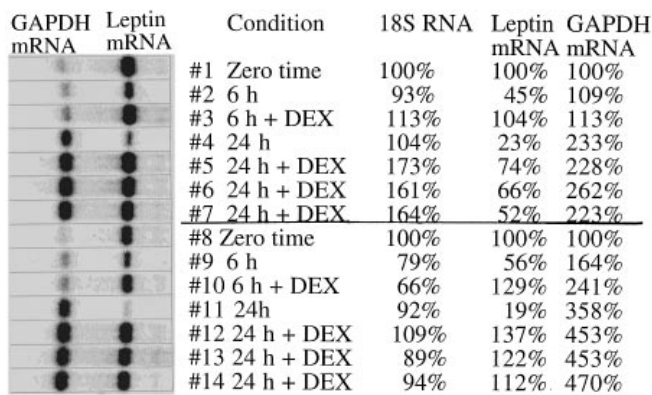 GAPDH mRNA Leptin mRNA Condition 18S RNA Leptin mRNA GAPDH mRNA
#1 Zero time 100% 100% 100%
#2 6 h 93% 45% 109%
#3 6 h + DEX 113% 104% 113%
#4 24 h 104% 23% 233%
#5 24 h + DEX 173% 74% 228%
#6 24 h + DEX 161% 66% 262%
#7 24 h + DEX 164% 52% 223%
#8 Zero time 100% 100% 100%
#9 6 h 79% 56% 164%
#10 6 h + DEX 66% 129% 241%
#11 24h 92% 19% 358%
#12 24 h + DEX 109% 137% 453%
#13 24 h + DEX 89% 122% 453%
#14 24 h + DEX 94% 112% 470%